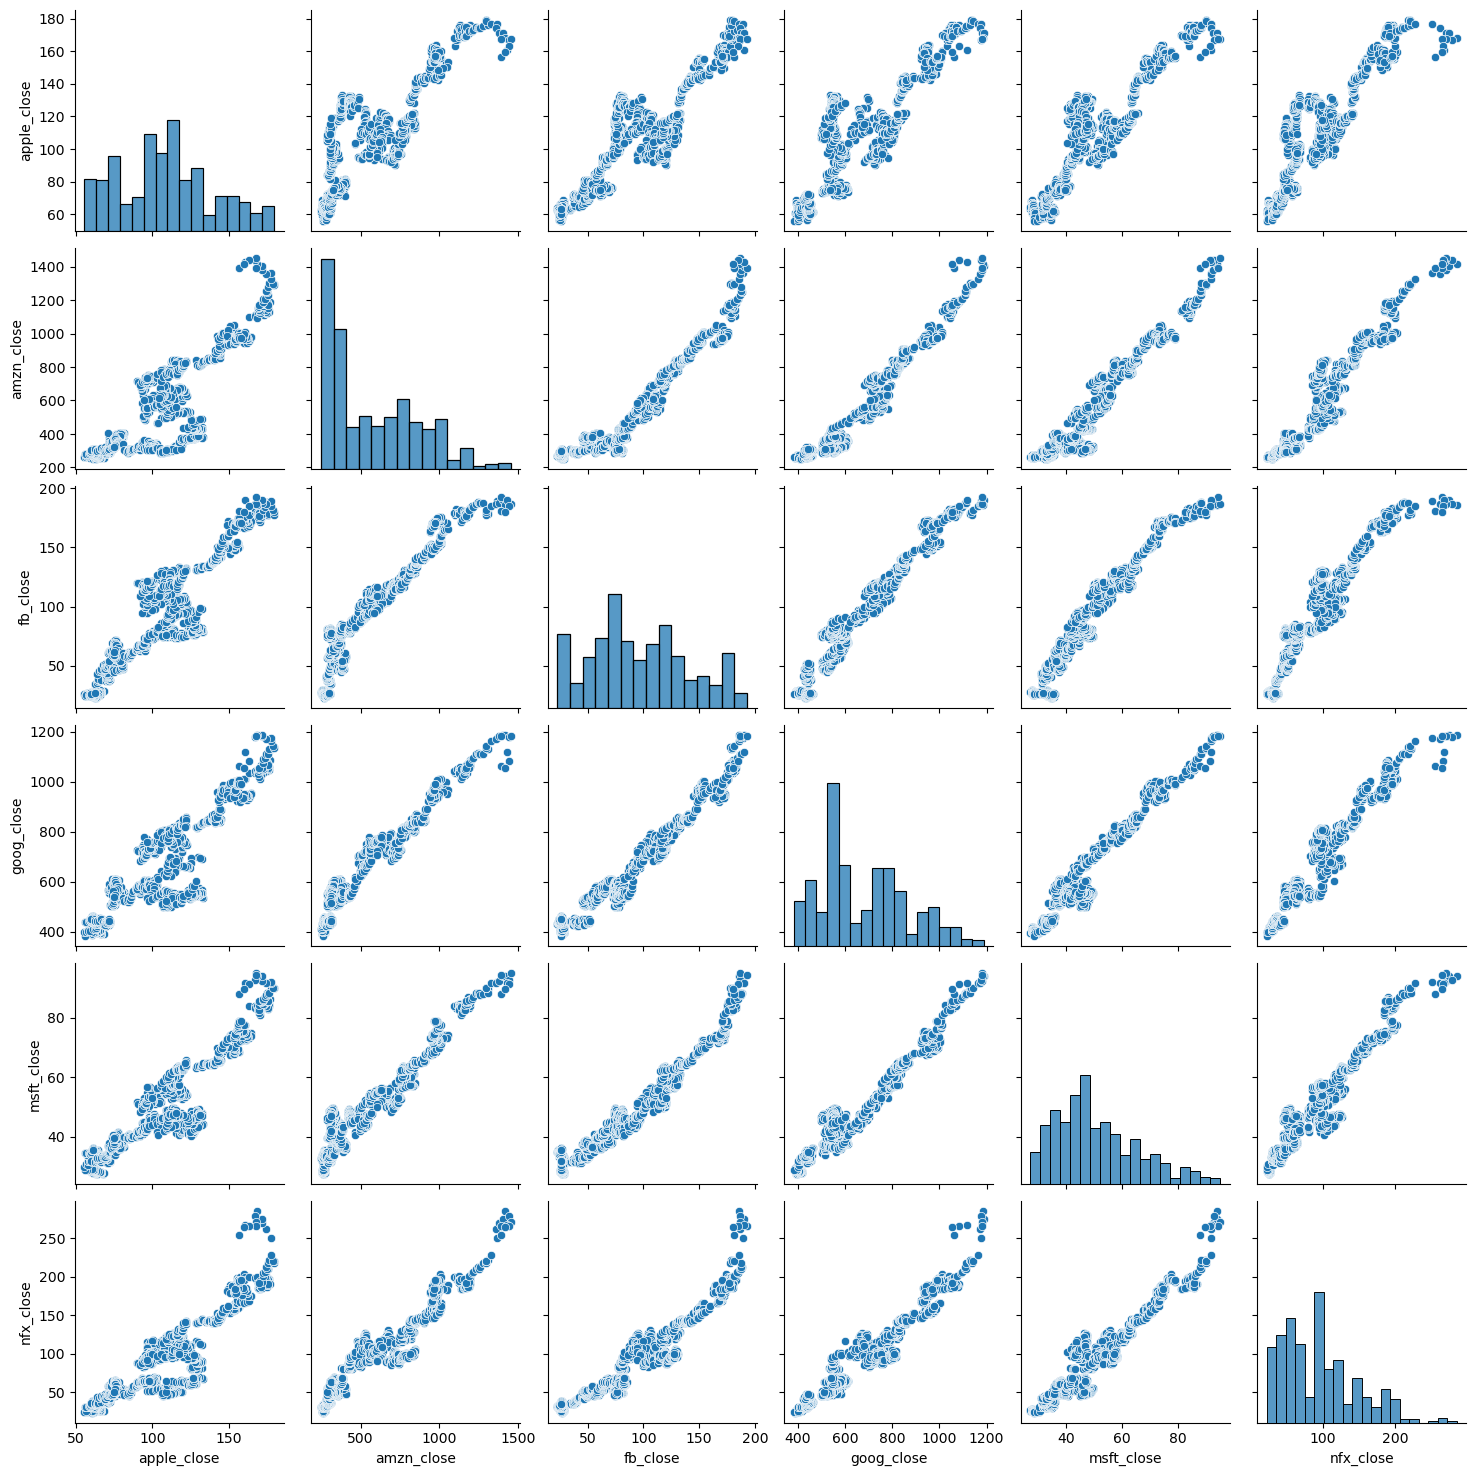 180
160
140
120
100
80
60
apple_close
1400
1200
1000
800
600
400
200
amzn_close
200
150
100
50
fb_close
1200
1000
800
600
400
goog_close
80
60
40
msft_close
250
200
150
100
50
nfx_close
50 100 150
500 1000 1500
50 100 150 200
400 600 800 1000 1200
40 60 80
100 200
apple_close amzn_close fb_close goog_close msft_close nfx_close